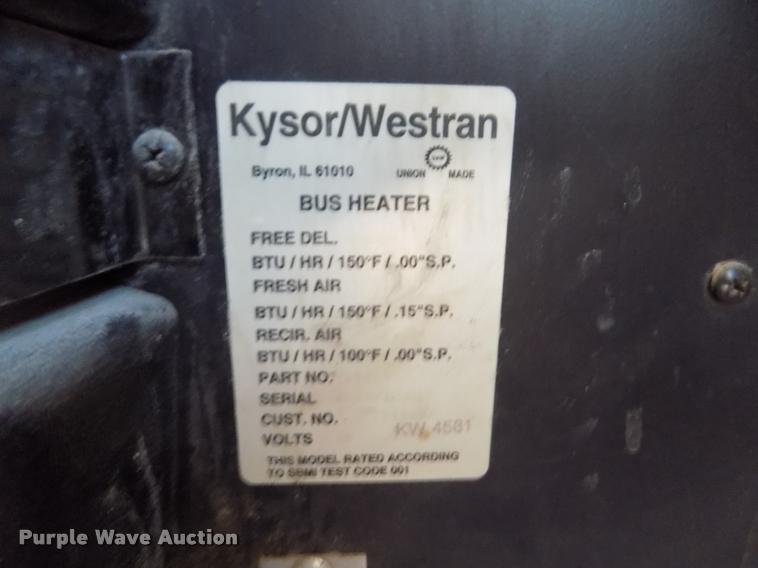 Kysor/Westran
Byron, IL 61010 UNION MADE
BUS HEATER
FREE DEL.
BTU / HR / 150°F / .00"S.P.
FRESH AIR
BTU / HR / 150°F / .15"S.P.
RECIR. AIR
BTU / HR / 100°F / .00"S.P.
PART NO.
SERIAL
CUST. NO. KW 4581
VOLTS
THIS MODEL RATED ACCORDING
TO SBMI TEST CODE 001
Purple Wave Auction